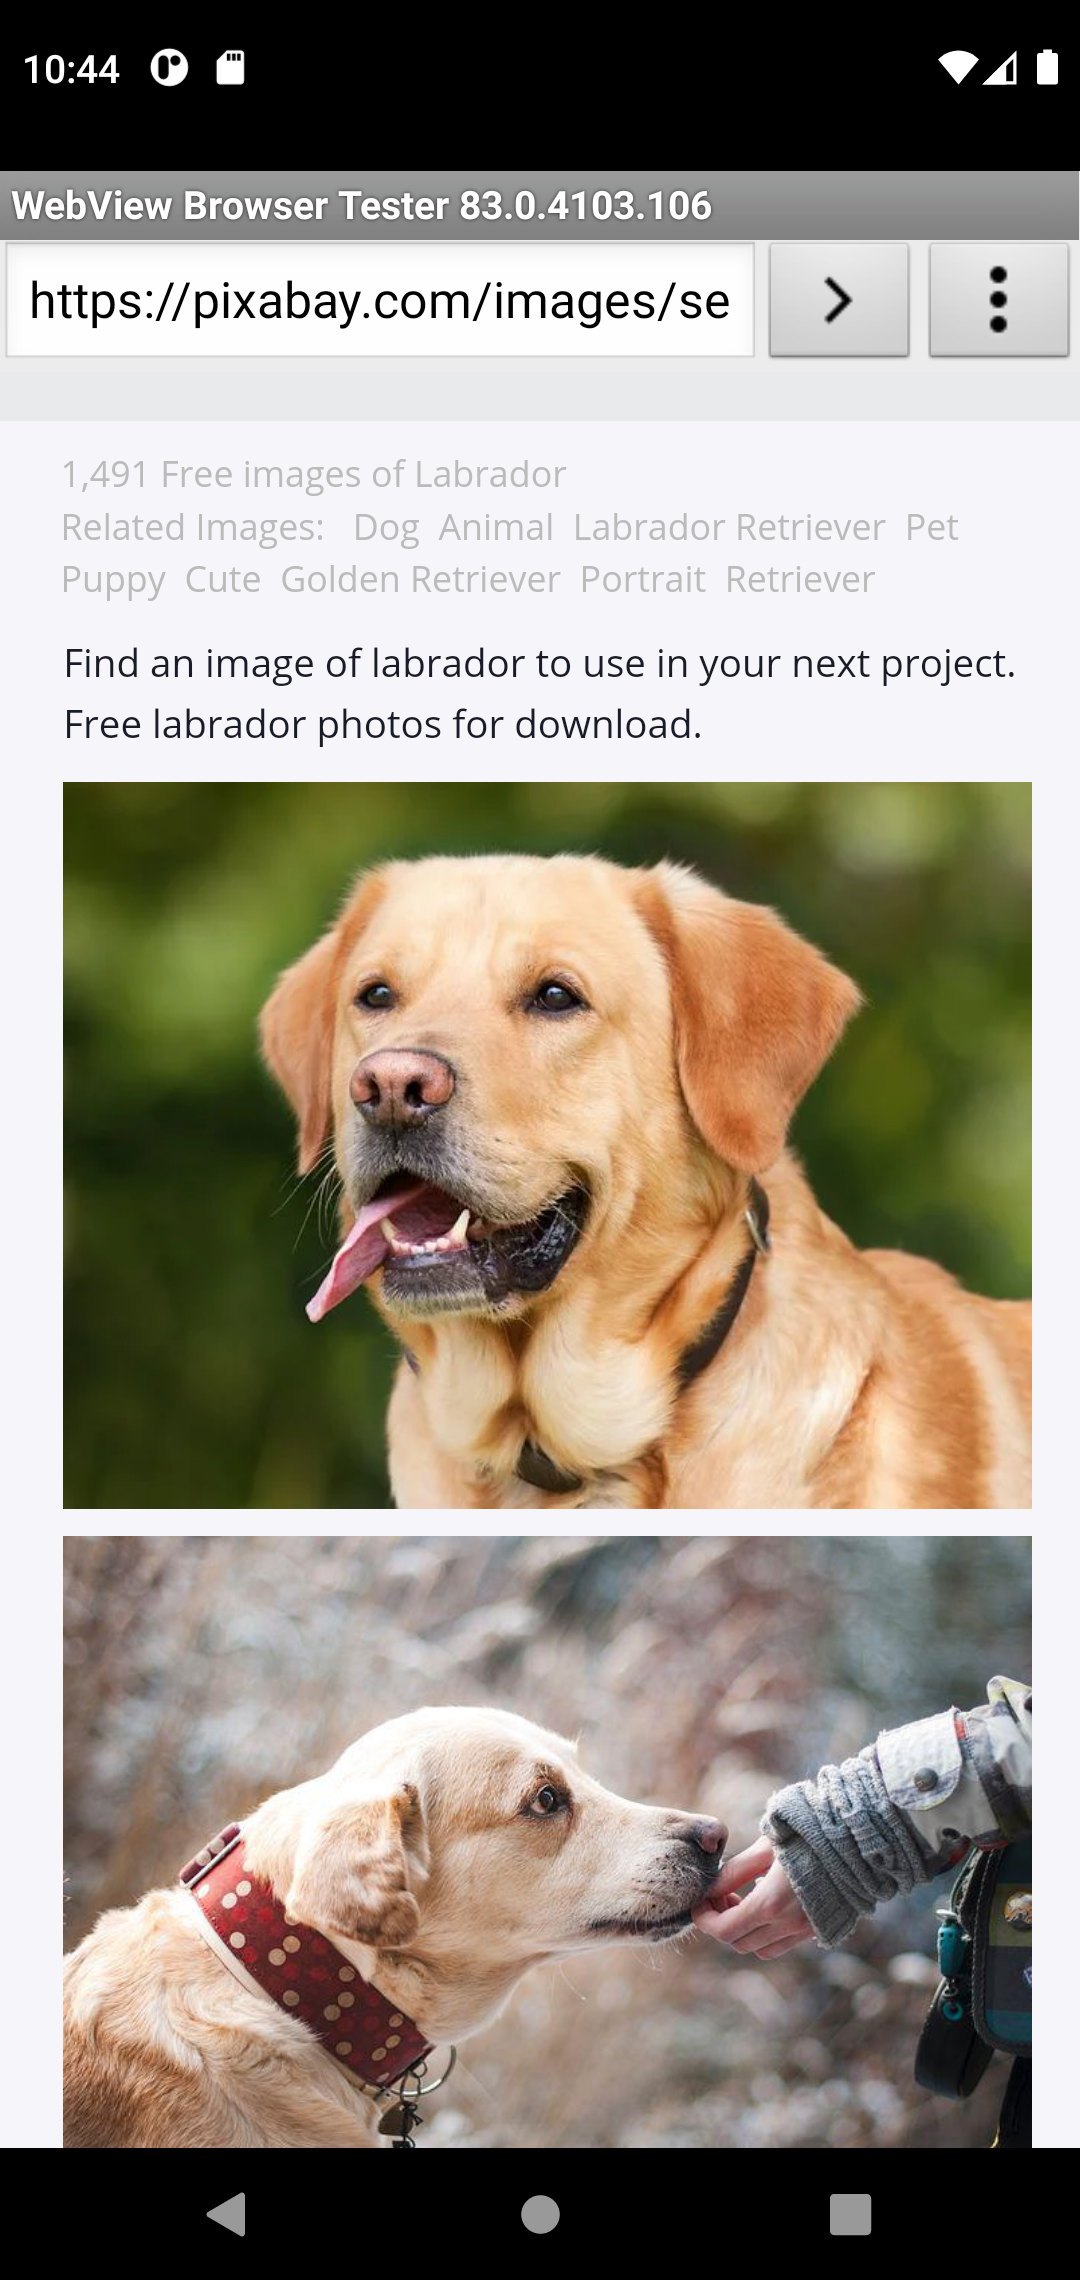 10:44
WebView Browser Tester 83.0.4103.106
https://pixabay.com/images/se
1,491 Free images of Labrador
Related Images: Dog Animal Labrador Retriever Pet
Puppy Cute Golden Retriever Portrait Retriever
Find an image of labrador to use in your next project.
Free labrador photos for download.